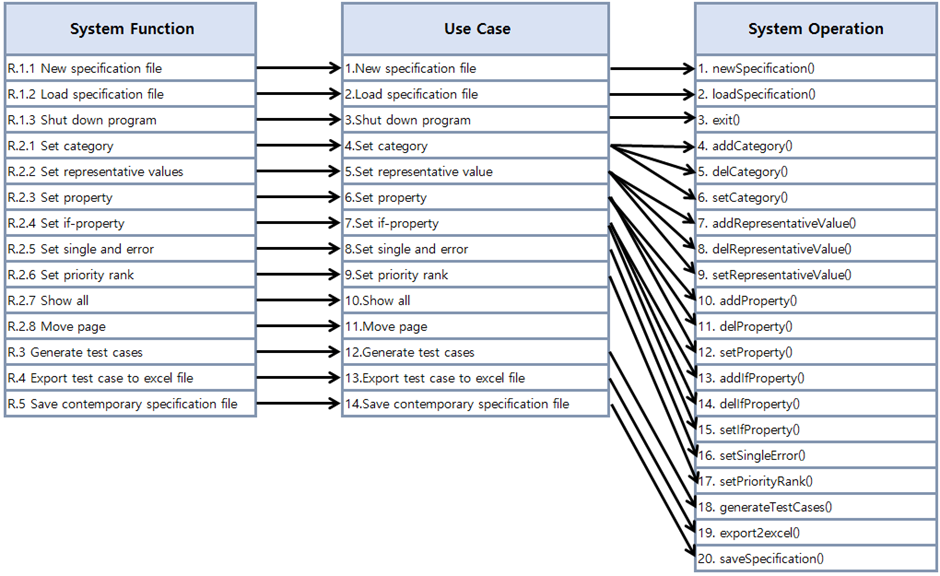 System Function
R.1.1 New specification file
R.1.2 Load specification file
R.1.3 Shut down program
R.2.1 Set category
R.2.2 Set representative values
R.2.3 Set property
R.2.4 Set if-property
R.2.5 Set single and error
R.2.6 Set priority rank
R.2.7 Show all
R.2.8 Move page
R.3 Generate test cases
R.4 Export test case to excel file
R.5 Save contemporary specification file
Use Case
1.New specification file
2.Load specification file
3.Shut down program
4.Set category
5.Set representative value
6.Set property
7.Set if-property
8.Set single and error
9.Set priority rank
10.Show all
11.Move page
12.Generate test cases
13.Export test case to excel file
14.Save contemporary specification file
System Operation
1. newSpecification()
2. loadSpecification()
3. exit()
4. addCategory()
5. delCategory()
6. setCategory()
7. addRepresentativeValue()
8. delRepresentativeValue()
9. setRepresentativeValue()
10. addProperty()
11. delProperty()
12. setProperty()
13. addIfProperty()
14. delIfProperty()
15. setIfProperty()
16. setSingleError()
17. setPriorityRank()
18. generateTestCases()
19. export2excel()
20. saveSpecification()